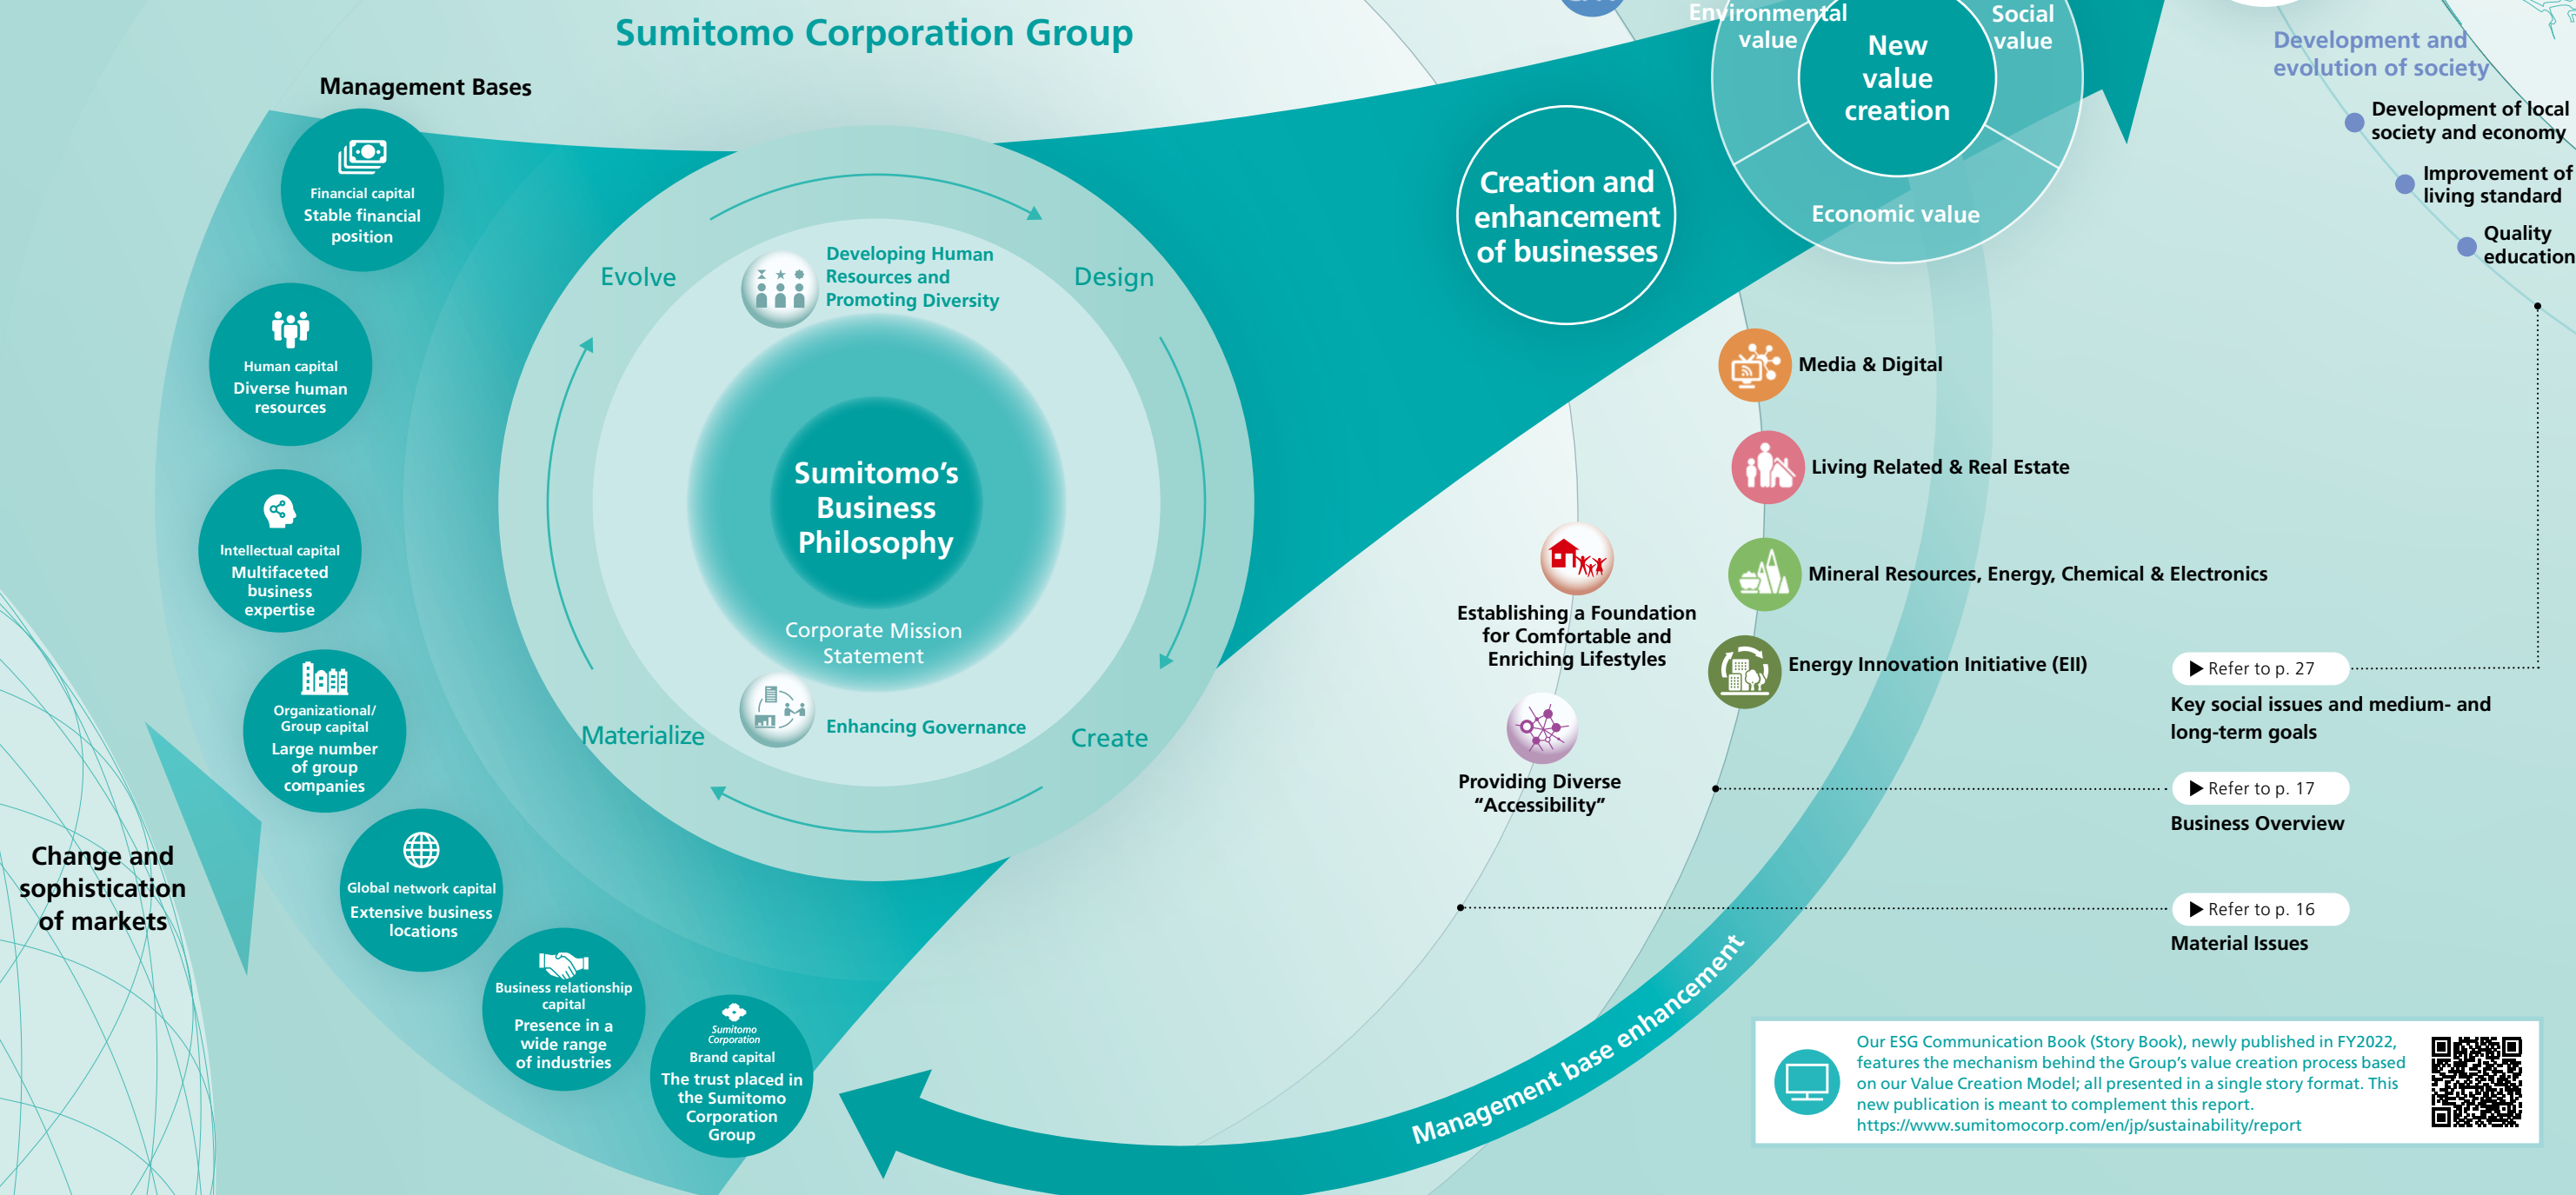 Sumitomo Corporation Group
Management Bases
Financial capital
Stable financial
position
Human capital
Diverse human
resources
Intellectual capital
Multifaceted
business
expertise
Organizational/
Group capital
Large number
of group
companies
Global network capital
Extensive business
locations
Business relationship
capital
Presence in a
wide range
of industries
Sumitomo
Corporation
Brand capital
The trust placed in
the Sumitomo
Corporation
Group
Change and
sophistication
of markets
Evolve
Design
Create
Materialize
Developing Human
Resources and
Promoting Diversity
Sumitomo’s
Business
Philosophy
Corporate Mission
Statement
Enhancing Governance
Creation and
enhancement
of businesses
Environmental
value
Social
value
New
value
creation
Economic value
Media & Digital
Living Related & Real Estate
Mineral Resources, Energy, Chemical & Electronics
Energy Innovation Initiative (EII)
Establishing a Foundation
for Comfortable and
Enriching Lifestyles
Providing Diverse
“Accessibility”
Management base enhancement
Development and
evolution of society
Development of local
society and economy
Improvement of
living standard
Quality
education
▶ Refer to p. 27
Key social issues and medium- and
long-term goals
▶ Refer to p. 17
Business Overview
▶ Refer to p. 16
Material Issues
Our ESG Communication Book (Story Book), newly published in FY2022,
features the mechanism behind the Group’s value creation process based
on our Value Creation Model; all presented in a single story format. This
new publication is meant to complement this report.
https://www.sumitomocorp.com/en/jp/sustainability/report